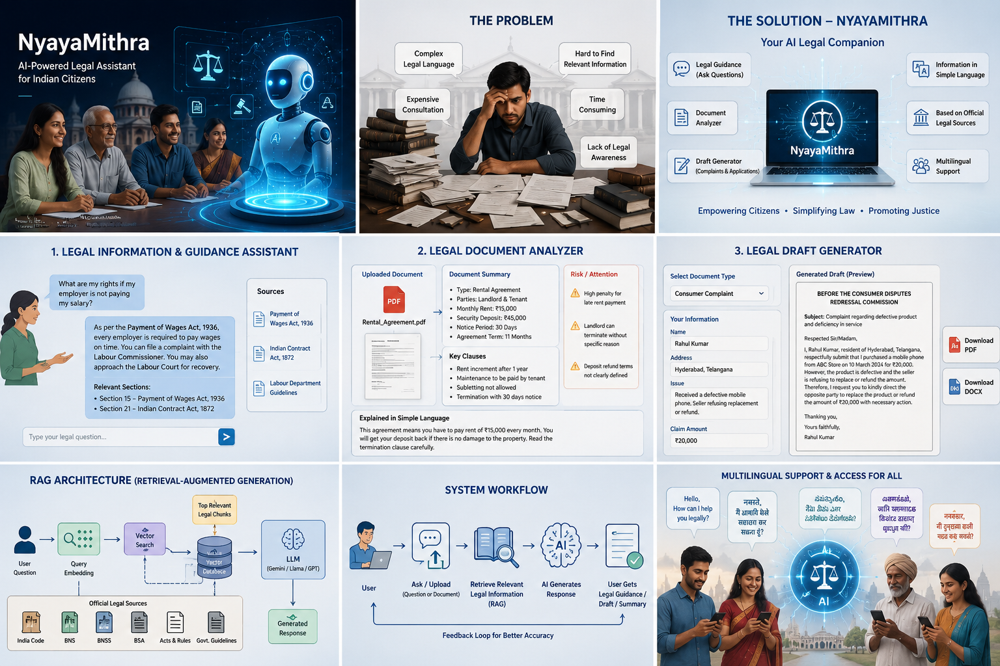 NyayaMithra
AI-Powered Legal Assistant
for Indian Citizens
AI
THE PROBLEM
Complex
Legal Language
Hard to Find
Relevant Information
Expensive
Consultation
Time
Consuming
Lack of Legal
Awareness
THE SOLUTION – NYAYAMITHRA
Your AI Legal Companion
Legal Guidance
(Ask Questions)
Document
Analyzer
Draft Generator
(Complaints & Applications)
NyayaMithra
Information in
Simple Language
Based on Official
Legal Sources
Multilingual
Support
Empowering Citizens • Simplifying Law • Promoting Justice
1. LEGAL INFORMATION & GUIDANCE ASSISTANT
What are my rights if my
employer is not paying
my salary?
As per the Payment of Wages Act, 1936,
every employer is required to pay wages
on time. You can file a complaint with the
Labour Commissioner. You may also
approach the Labour Court for recovery.
Relevant Setctions:
• Section 15 – Payment of Wages Act, 1936
• Section 21 – Indian Contract Act, 1872
Sources
Payment of
Wages Act, 1936
Indian Contract
Act, 1872
Labour Department
Guidelines
Type your legal question...
2. LEGAL DOCUMENT ANALYZER
Uploaded Document
PDF
Rental_Agreement.pdf
Document Summary
• Type: Rental Agreement
• Parties: Landlord & Tenant
• Monthly Rent: ₹15,000
• Security Deposit: ₹45,000
• Notice Period: 30 Days
• Agreement Term: 11 Months
Key Clauses
• Rent increment after 1 year
• Maintenance to be paid by tenant
• Subletting not allowed
• Termination with 30 days notice
Risk / Attention
High penalty for
late rent payment
Landlord can
terminate without
specific reason
Deposit refund terms
not clearly defined
Explained in Simple Language
This agreement means you have to pay rent of ₹15,000 every month. You
will get your deposit back if there is no damage to the property. Read the
termination clause carefully.
3. LEGAL DRAFT GENERATOR
Select Document Type
Consumer Complaint
Your Information
Name
Rahul Kumar
Address
Hyderabad, Telangana
Issue
Received a defective mobile
phone, Seller refusing replacement
or refund.
Claim Amount
₹20,000
Generated Draft (Preview)
BEFORE THE CONSUMER DISPUTES
REDRESSAL COMMISSION
Subject: Complaint regarding defective product
and deficiency in service
Respected Sir/Madam,
I, Rahul Kumar, resident of Hyderabad, Telangana,
respectfully submit that I purchased a mobile phone
from ABC Store on 10 March 2024 for ₹20,000.
However, the product is defective and the seller
is refusing to replace or refund the amount.
Therefore, I request you to kindly direct the
opposite party to replace the product or refund
the amount of ₹20,000 with necessary action.
Thanking you,
Yours faithfully,
Rahul Kumar
Download
PDF
Download
DOCX
RAG ARCHITECTURE (RETRIEVAL-AUGMENTED GENERATION)
User
Question
Query
Embedding
Vector
Search
Top Relevant
Legal Chunks
Vector
Database
LLM
(Gemini / Llama / GPT)
Generated
Response
Official Legal Sources
India Code
BNS
BNSS
BSA
Acts & Rules
Govt. Guidelines
SYSTEM WORKFLOW
User
Ask / Upload
(Question or Document)
Retrieve Relevant
Legal Information
(RAG)
AI
AI Generates
Response
User Gets
Legal Guidance /
Draft / Summary
Feedback Loop for Better Accuracy
MULTILINGUAL SUPPORT & ACCESS FOR ALL
Hello,
How can I help
you legally?
नमस्ते,
AI